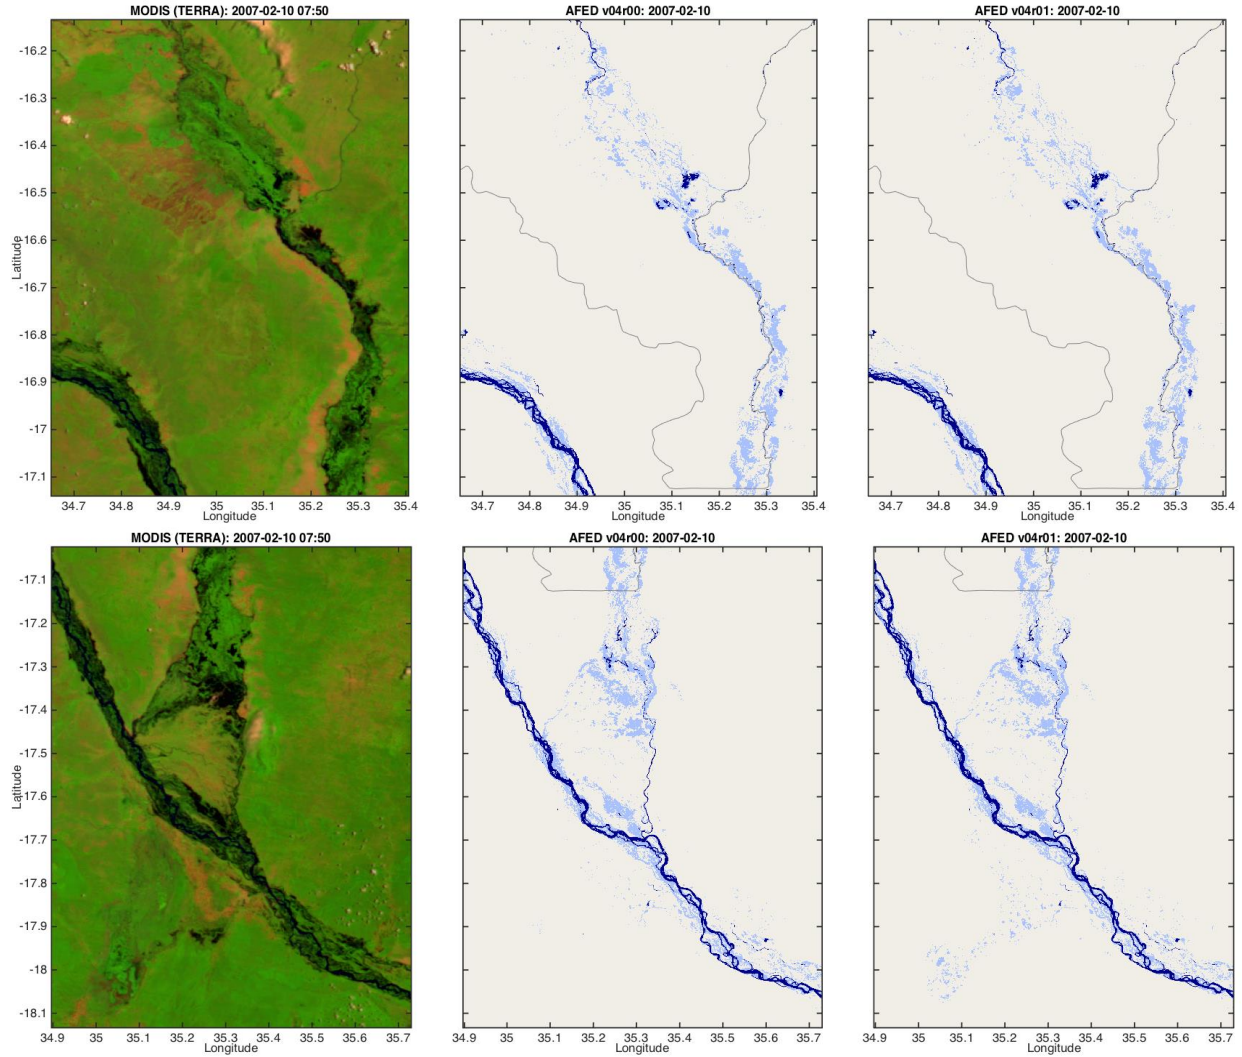 MODIS (TERRA): 2007-02-10 07:50
AFED v04r00: 2007-02-10
AFED v04r01: 2007-02-10
-16.2
-16.3
-16.4
-16.5
-16.6
-16.7
-16.8
-16.9
-17
-17.1
Latitude
34.7 34.8 34.9 35 35.1 35.2 35.3 35.4
34.7 34.8 34.9 35 35.1 35.2 35.3 35.4
34.7 34.8 34.9 35 35.1 35.2 35.3 35.4
Longitude
Longitude
Longitude
MODIS (TERRA): 2007-02-10 07:50
AFED v04r00: 2007-02-10
AFED v04r01: 2007-02-10
-17.1
-17.2
-17.3
-17.4
-17.5
-17.6
-17.7
-17.8
-17.9
-18
-18.1
Latitude
34.9 35 35.1 35.2 35.3 35.4 35.5 35.6 35.7
34.9 35 35.1 35.2 35.3 35.4 35.5 35.6 35.7
34.9 35 35.1 35.2 35.3 35.4 35.5 35.6 35.7
Longitude
Longitude
Longitude